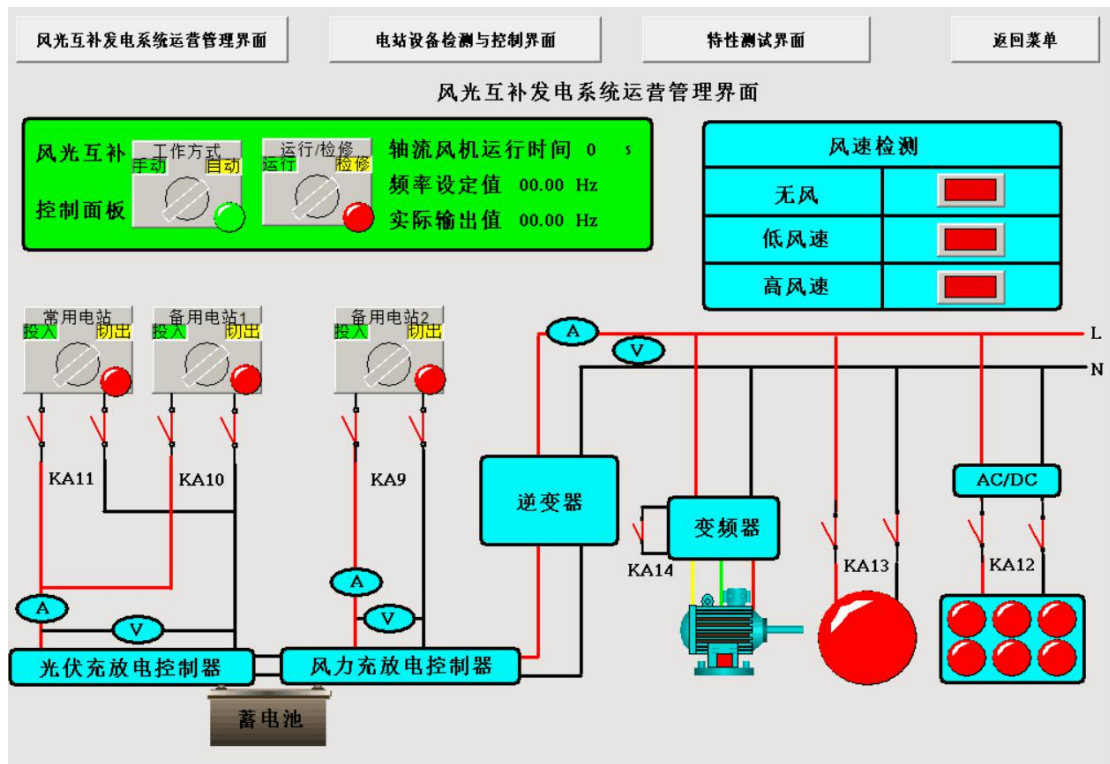 风光互补发电系统运营管理界面
电站设备检测与控制界面
特性测试界面
返回菜单
风光互补发电系统运营管理界面
风光互补
控制面板
工作方式
手动 自动
运行/检修
运行 检修
轴流风机运行时间 0 s
频率设定值 00.00 Hz
实际输出值 00.00 Hz
风速检测
无风
低风速
高风速
常用电站
投入 切出
备用电站1
投入 切出
备用电站2
投入 切出
A
V
L
N
KA11
KA10
KA9
逆变器
变频器
AC/DC
KA14
KA13
KA12
A
V
A
V
光伏充放电控制器
风力充放电控制器
蓄电池